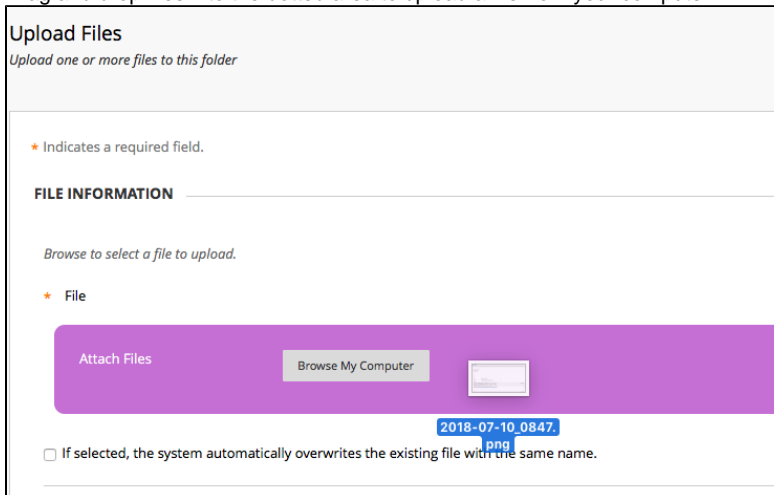 Upload Files
Upload one or more files to this folder
* Indicates a required field.
FILE INFORMATION
Browse to select a file to upload.
* File
Attach Files
Browse My Computer
2018-07-10_0847.
png
If selected, the system automatically overwrites the existing file with the same name.